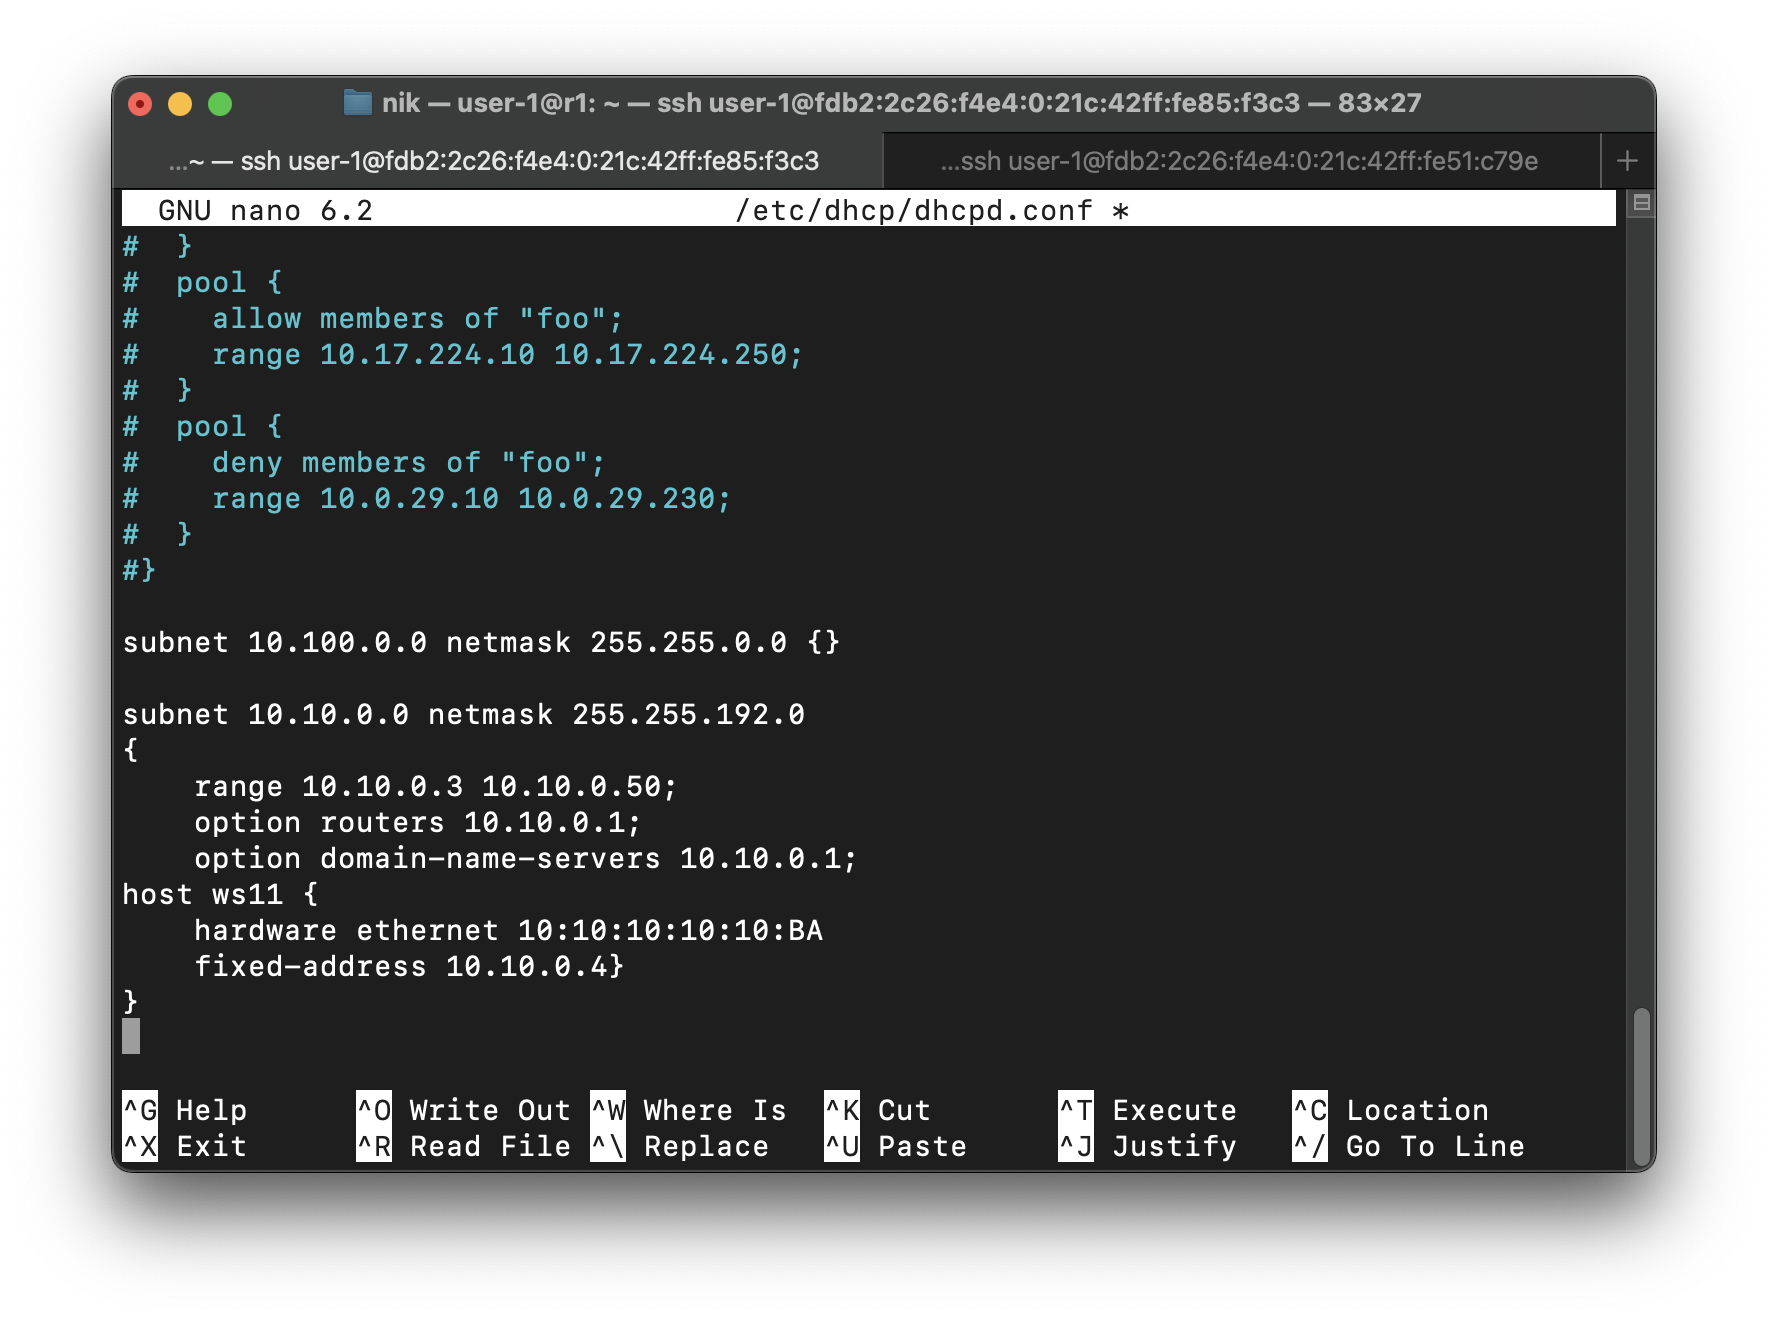 nik — user-1@r1: ~ — ssh user-1@fdb2:2c26:f4e4:0:21c:42ff:fe85:f3c3 — 83×27
...~ — ssh user-1@fdb2:2c26:f4e4:0:21c:42ff:fe85:f3c3 ...ssh user-1@fdb2:2c26:f4e4:0:21c:42ff:fe51:c79e +
GNU nano 6.2 /etc/dhcp/dhcpd.conf *
#  }
#  pool {
#    allow members of "foo";
#    range 10.17.224.10 10.17.224.250;
#  }
#  pool {
#    deny members of "foo";
#    range 10.0.29.10 10.0.29.230;
#  }
#}
subnet 10.100.0.0 netmask 255.255.0.0 {}
subnet 10.10.0.0 netmask 255.255.192.0
{
    range 10.10.0.3 10.10.0.50;
    option routers 10.10.0.1;
    option domain-name-servers 10.10.0.1;
host ws11 {
    hardware ethernet 10:10:10:10:10:BA
    fixed-address 10.10.0.4}
}
^G Help ^O Write Out ^W Where Is ^K Cut ^T Execute ^C Location
^X Exit ^R Read File ^\ Replace ^U Paste ^J Justify ^/ Go To Line